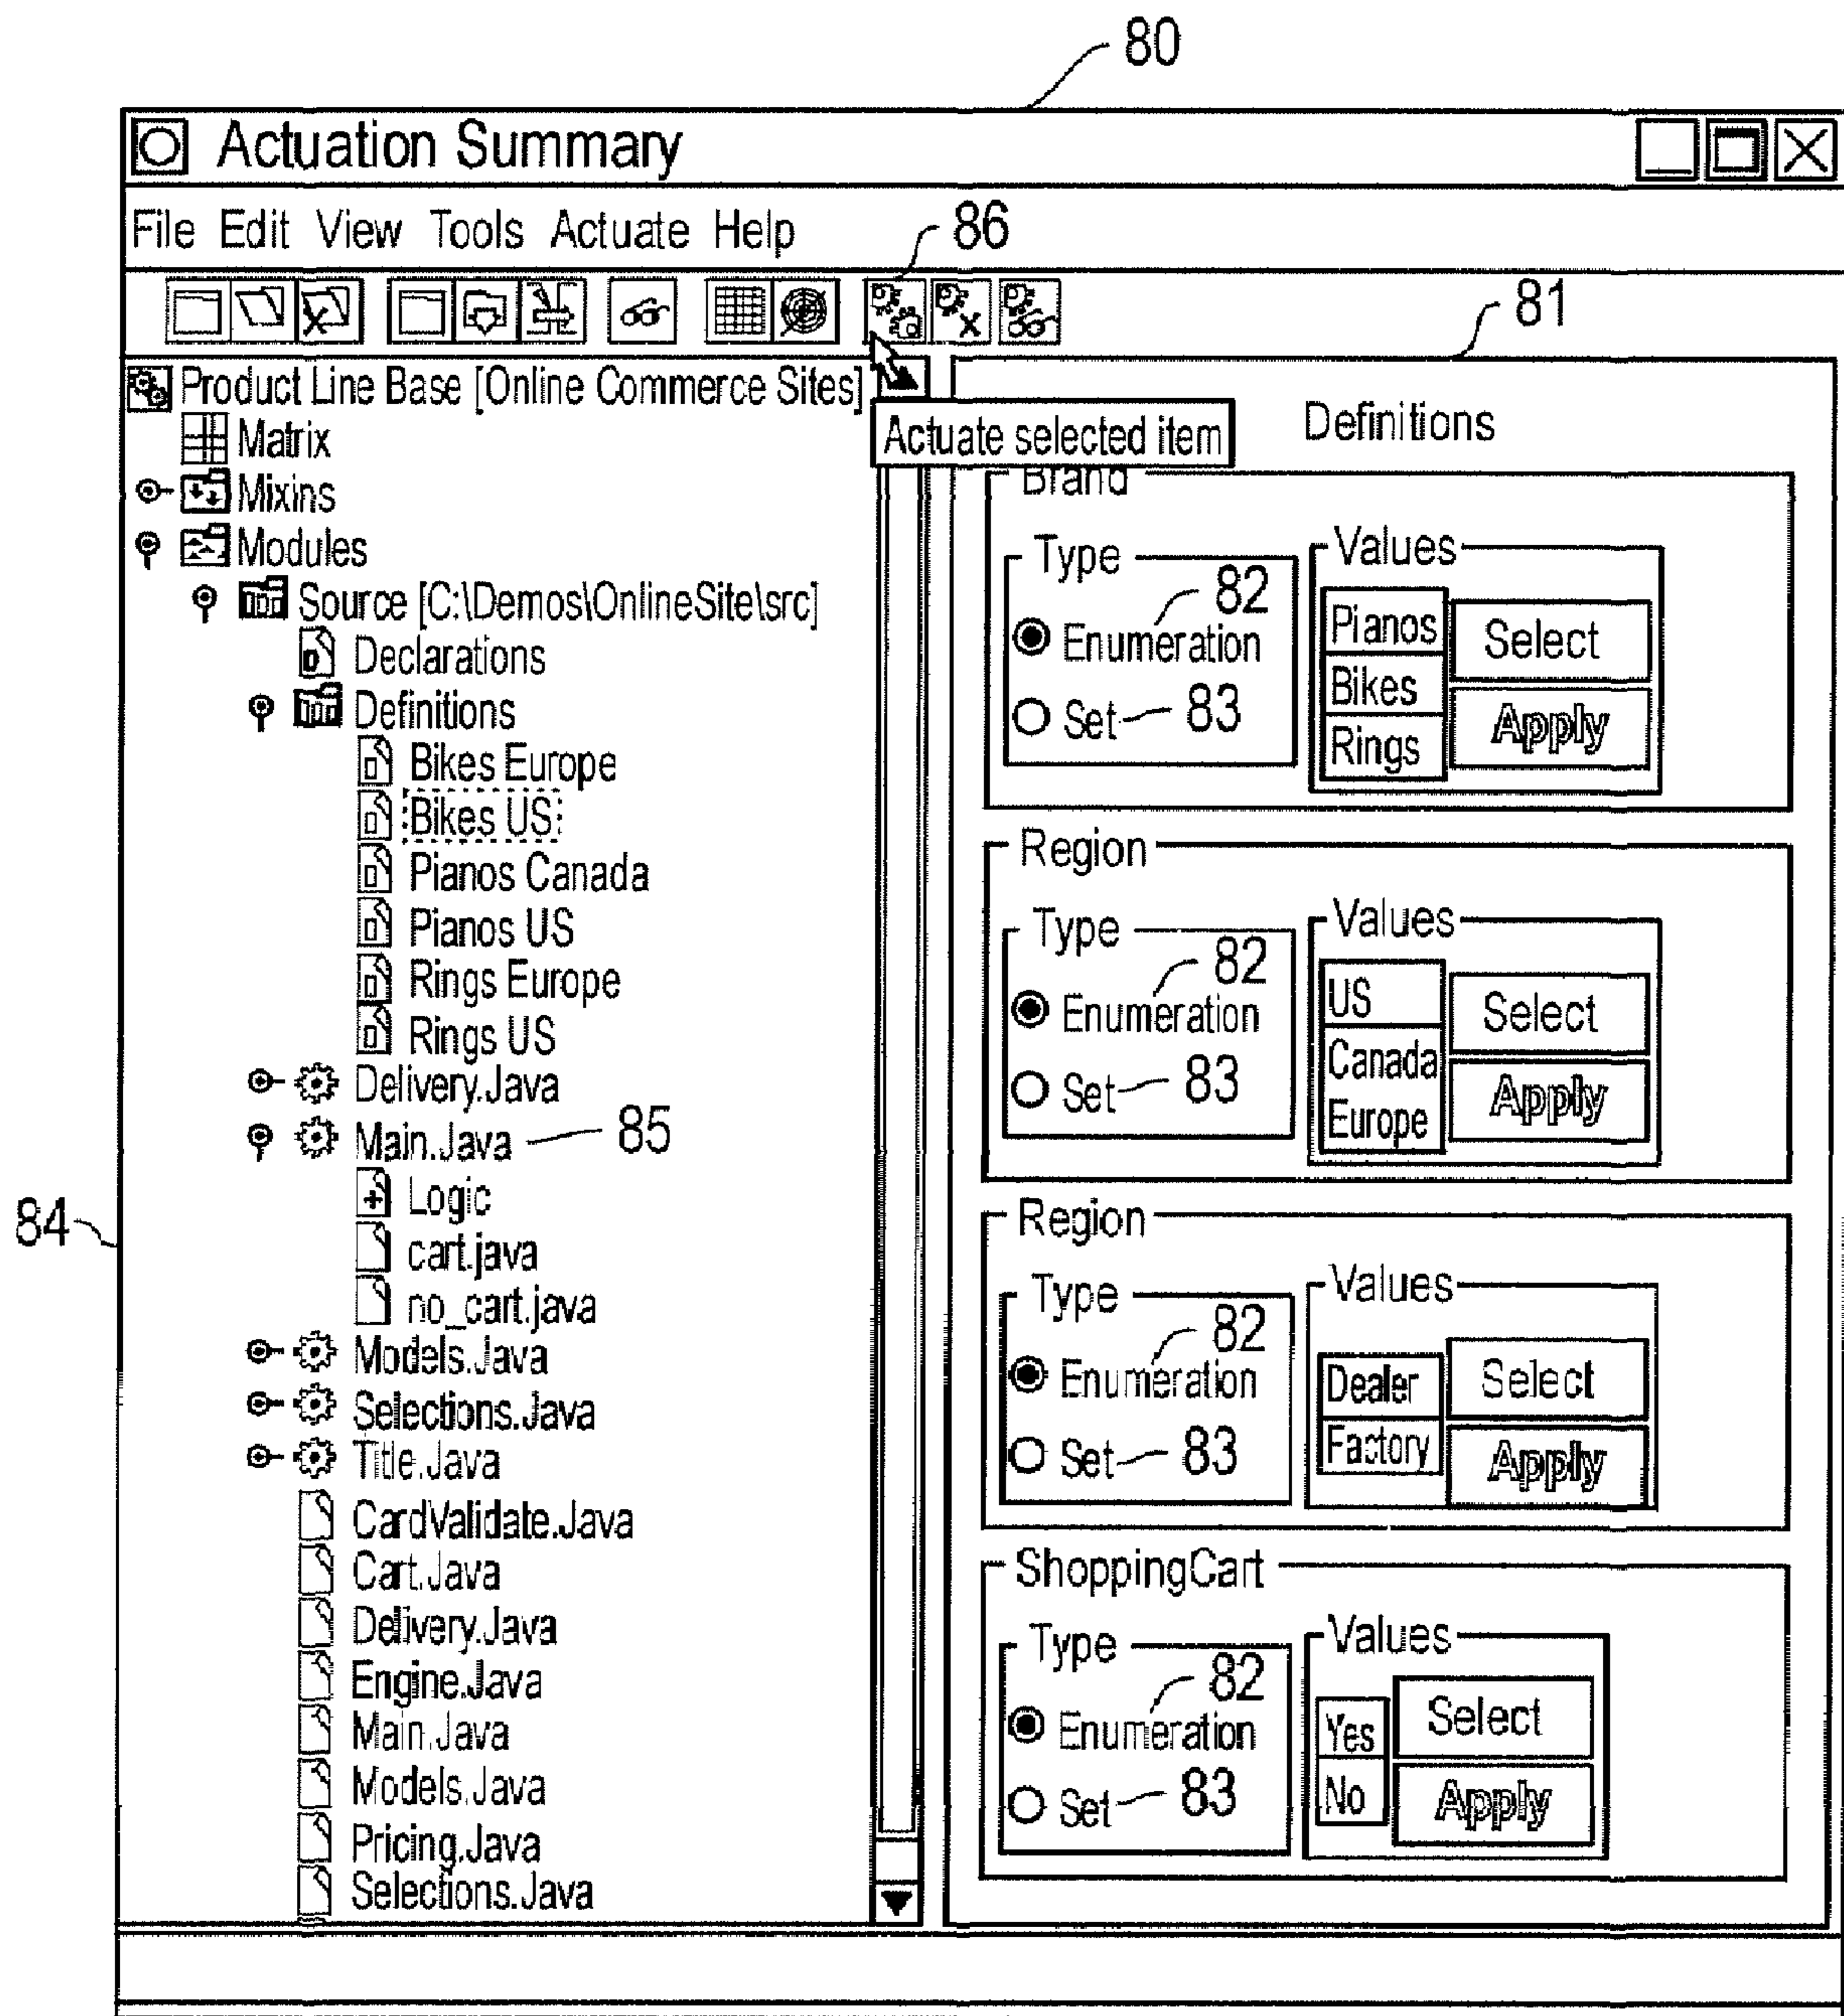 80
Actuation Summary
File Edit View Tools Actuate Help
86
81
Product Line Base [Online Commerce Sites]
Matrix
Mixins
Modules
Source [C:\Demos\OnlineSite\src]
Declarations
Definitions
Bikes Europe
Bikes US
Pianos Canada
Pianos US
Rings Europe
Rings US
Delivery.Java
Main.Java 85
Logic
84
cart.java
no_cart.java
Models.Java
Selections.Java
Title.Java
CardValidate.Java
Cart.Java
Delivery.Java
Engine.Java
Main.Java
Models.Java
Pricing.Java
Selections.Java
Actuate selected item
Definitions
Brand
Type
82
Enumeration
Set 83
Values
Pianos
Bikes
Rings
Select
Apply
Region
Type
82
Enumeration
Set 83
Values
US
Canada
Europe
Select
Apply
Region
Type
82
Enumeration
Set 83
Values
Dealer
Factory
Select
Apply
ShoppingCart
Type
82
Enumeration
Set 83
Values
Yes
No
Select
Apply